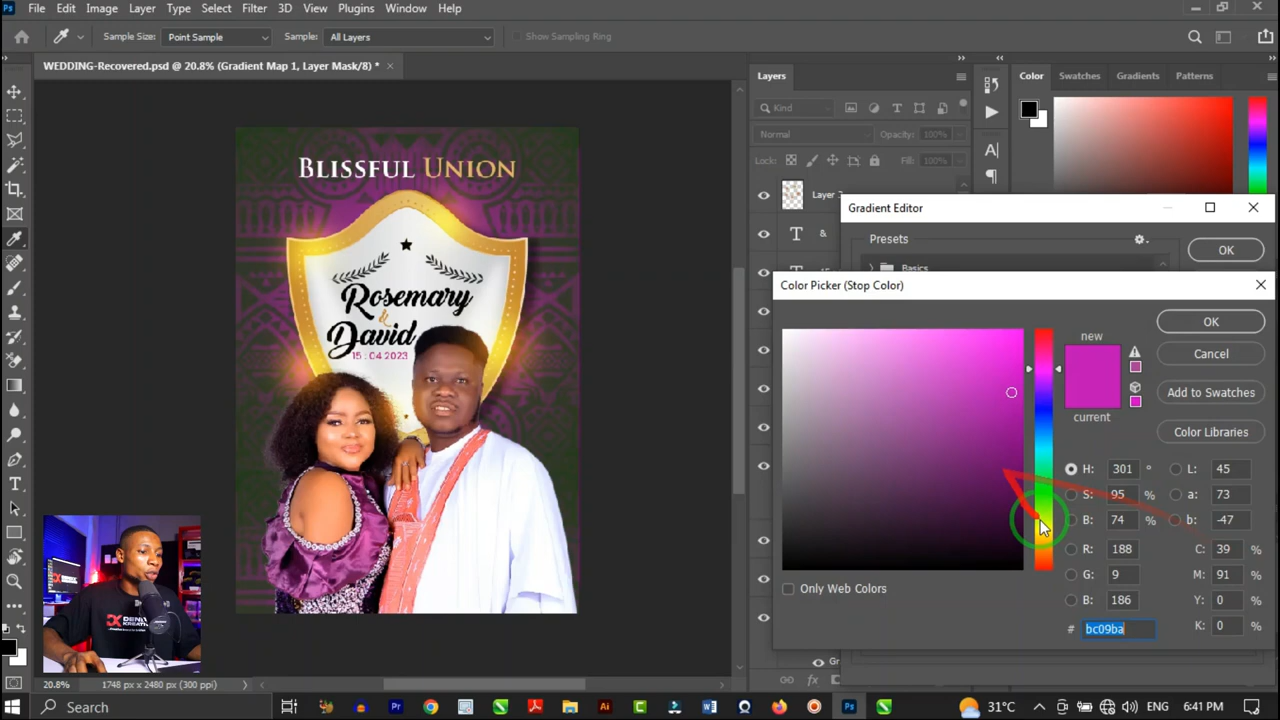 File Edit Image Layer Type Select Filter 3D View Plugins Window Help
Sample Size: Point Sample Sample: All Layers Show Sampling Ring
WEDDING-Recovered.psd @ 20.8% (Gradient Map 1, Layer Mask/8) *
BLISSFUL UNION
Rosemary
&
David
15 : 04 2023
Layers
Kind
Normal Opacity: 100%
Lock: Fill: 100%
Layer
T &
Color Swatches Gradients Patterns
Gradient Editor
Presets
Basics
OK
Color Picker (Stop Color)
new
current
OK
Cancel
Add to Swatches
Color Libraries
H: 301 ° L: 45
S: 95 % a: 73
B: 74 % b: -47
R: 188 C: 39 %
G: 9 M: 91 %
B: 186 Y: 0 %
# bc09ba K: 0 %
Only Web Colors
Gr
20.8% 1748 px x 2480 px (300 ppi)
Search
31°C ENG 6:41 PM